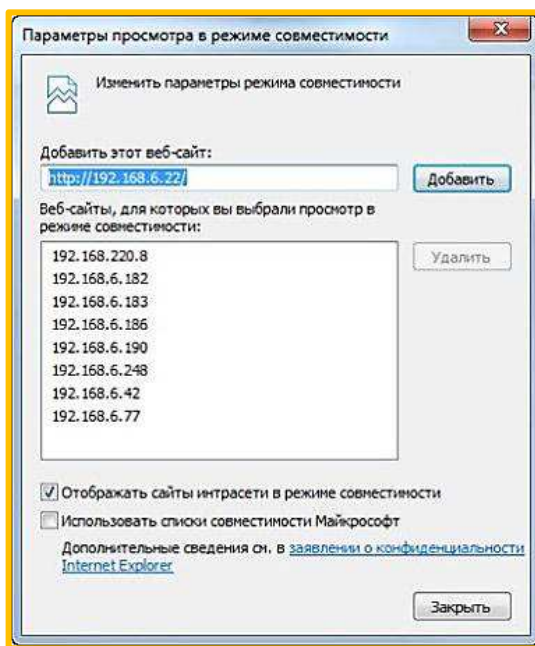 Параметры просмотра в режиме совместимости
Изменить параметры режима совместимости
Добавить этот веб-сайт:
http://192.168.6.22/
Добавить
Веб-сайты, для которых вы выбрали просмотр в
режиме совместимости:
Удалить
192.168.220.8
192.168.6.182
192.168.6.183
192.168.6.186
192.168.6.190
192.168.6.248
192.168.6.42
192.168.6.77
Отображать сайты интрасети в режиме совместимости
Использовать списки совместимости Майкрософт
Дополнительные сведения см. в заявлении о конфиденциальности
Internet Explorer
Закрыть